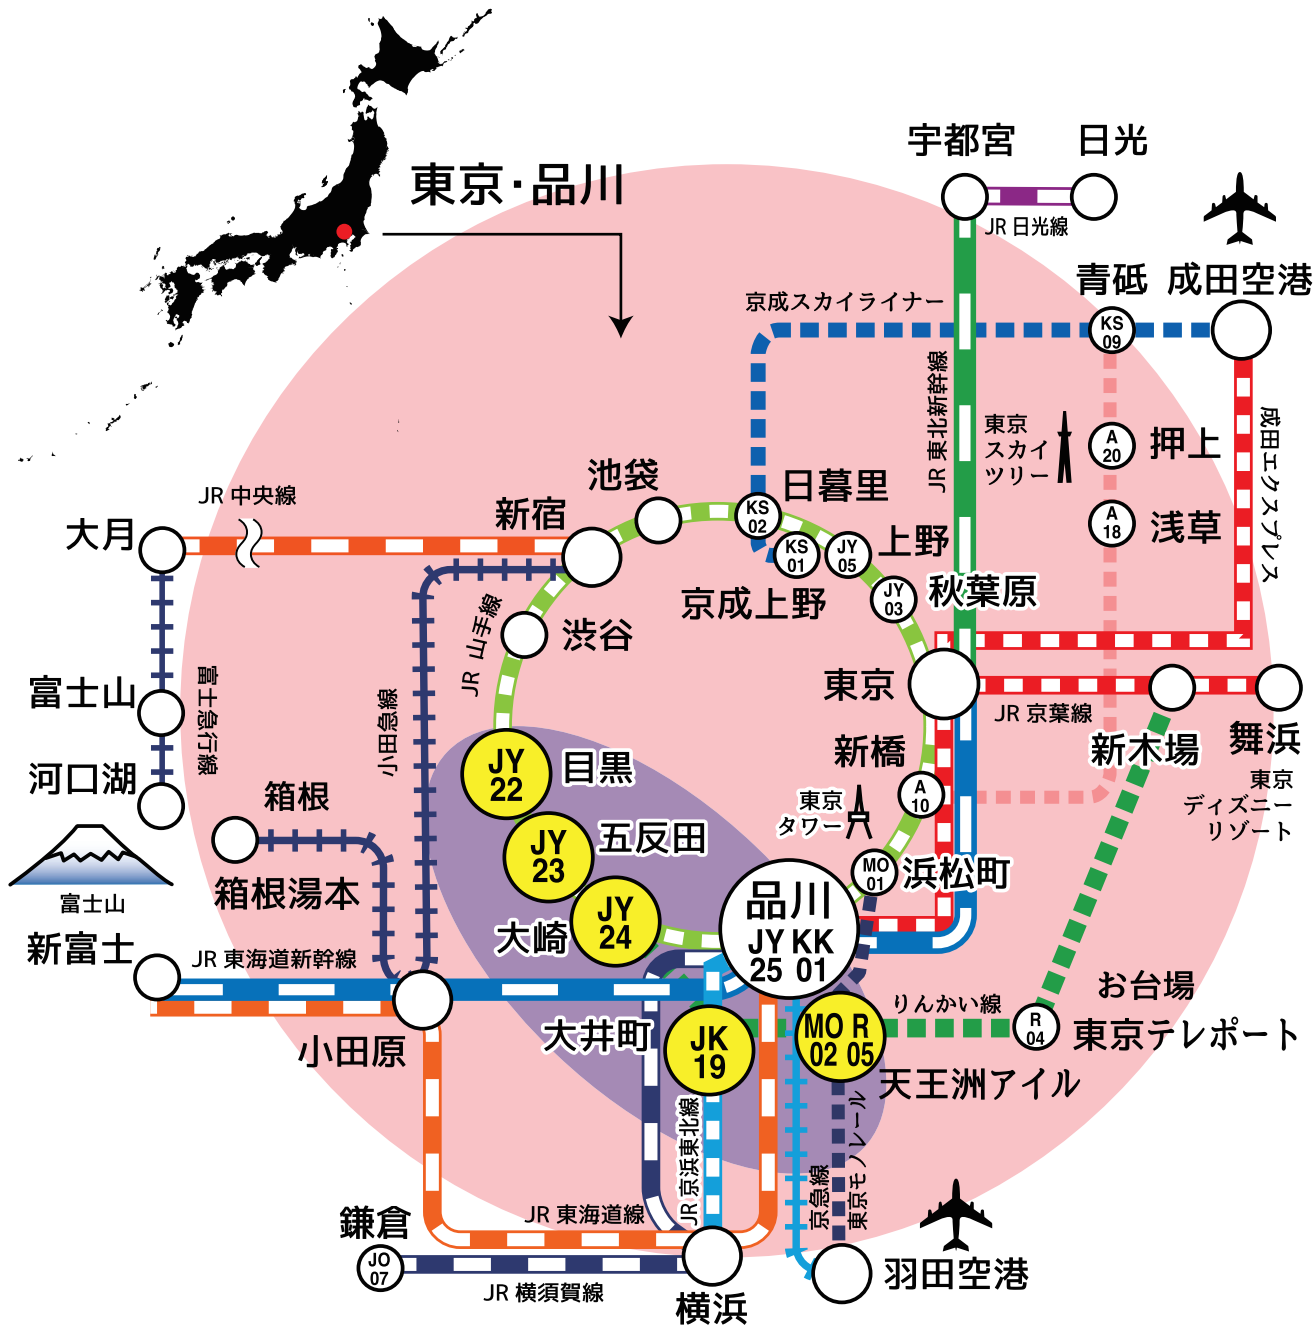 東京・品川
宇都宮
日光
JR 日光線
青砥
成田空港
京成スカイライナー
KS
09
JR 東北新幹線
東京
スカイ
ツリー
A
20
押上
成田エクスプレス
A
18
浅草
池袋
日暮里
KS
02
新宿
JR 中央線
大月
KS
01
JY
05
上野
京成上野
JY
03
秋葉原
JR 山手線
渋谷
東京
JR 京葉線
新木場
舞浜
東京
ディズニー
リゾート
富士山
富士急行線
小田急線
河口湖
箱根
箱根湯本
富士山
新富士
JR 東海道新幹線
小田原
JY
22
目黒
JY
23
五反田
JY
24
大崎
新橋
A
10
東京
タワー
MO
01
浜松町
品川
JY KK
25 01
大井町
JK
19
MO R
02 05
天王洲アイル
りんかい線
R
04
お台場
東京テレポート
JR 京浜東北線
京急線
東京モノレール
JR 東海道線
鎌倉
JO
07
JR 横須賀線
横浜
羽田空港